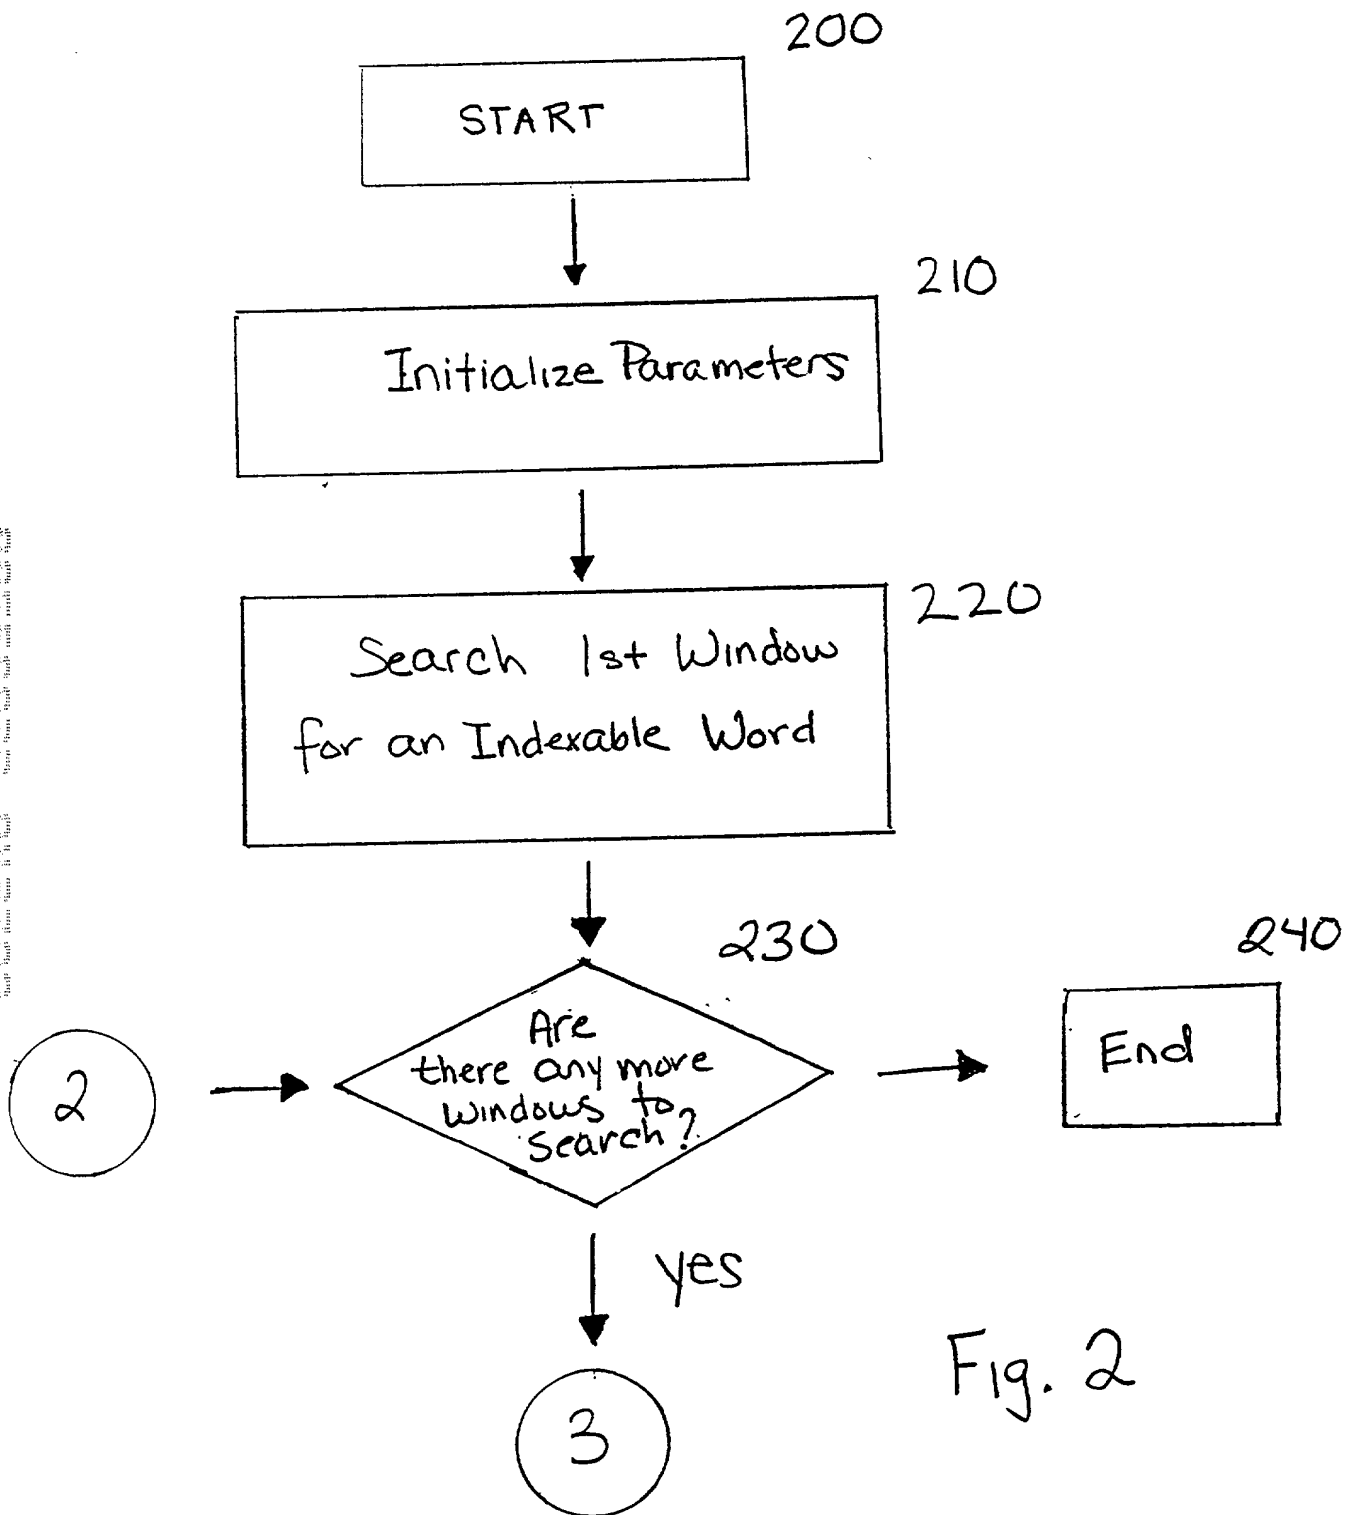 200
START
210
Initialize Parameters
220
Search 1st Window
for an Indexable Word
230
240
Are
there any more
windows to
search?
End
2
yes
Fig. 2
3